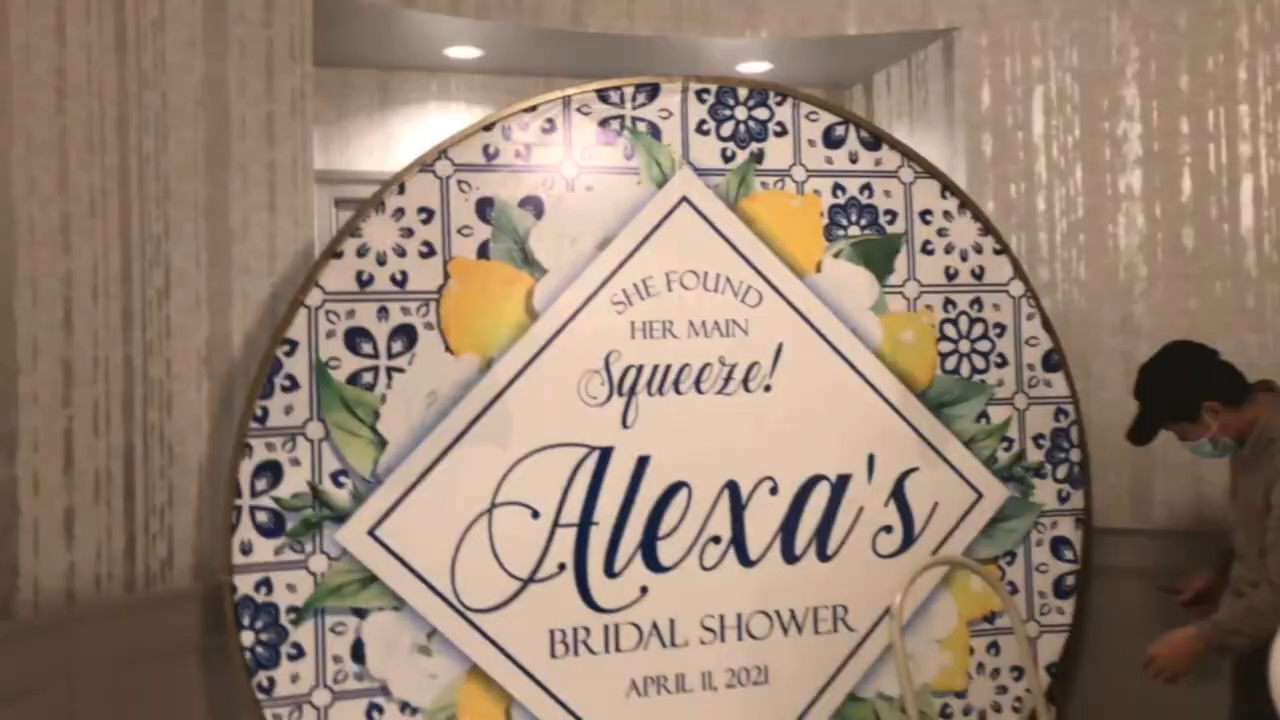 SHE FOUND
HER MAIN
Squeeze!
Alexa's
BRIDAL SHOWER
APRIL 11, 2021